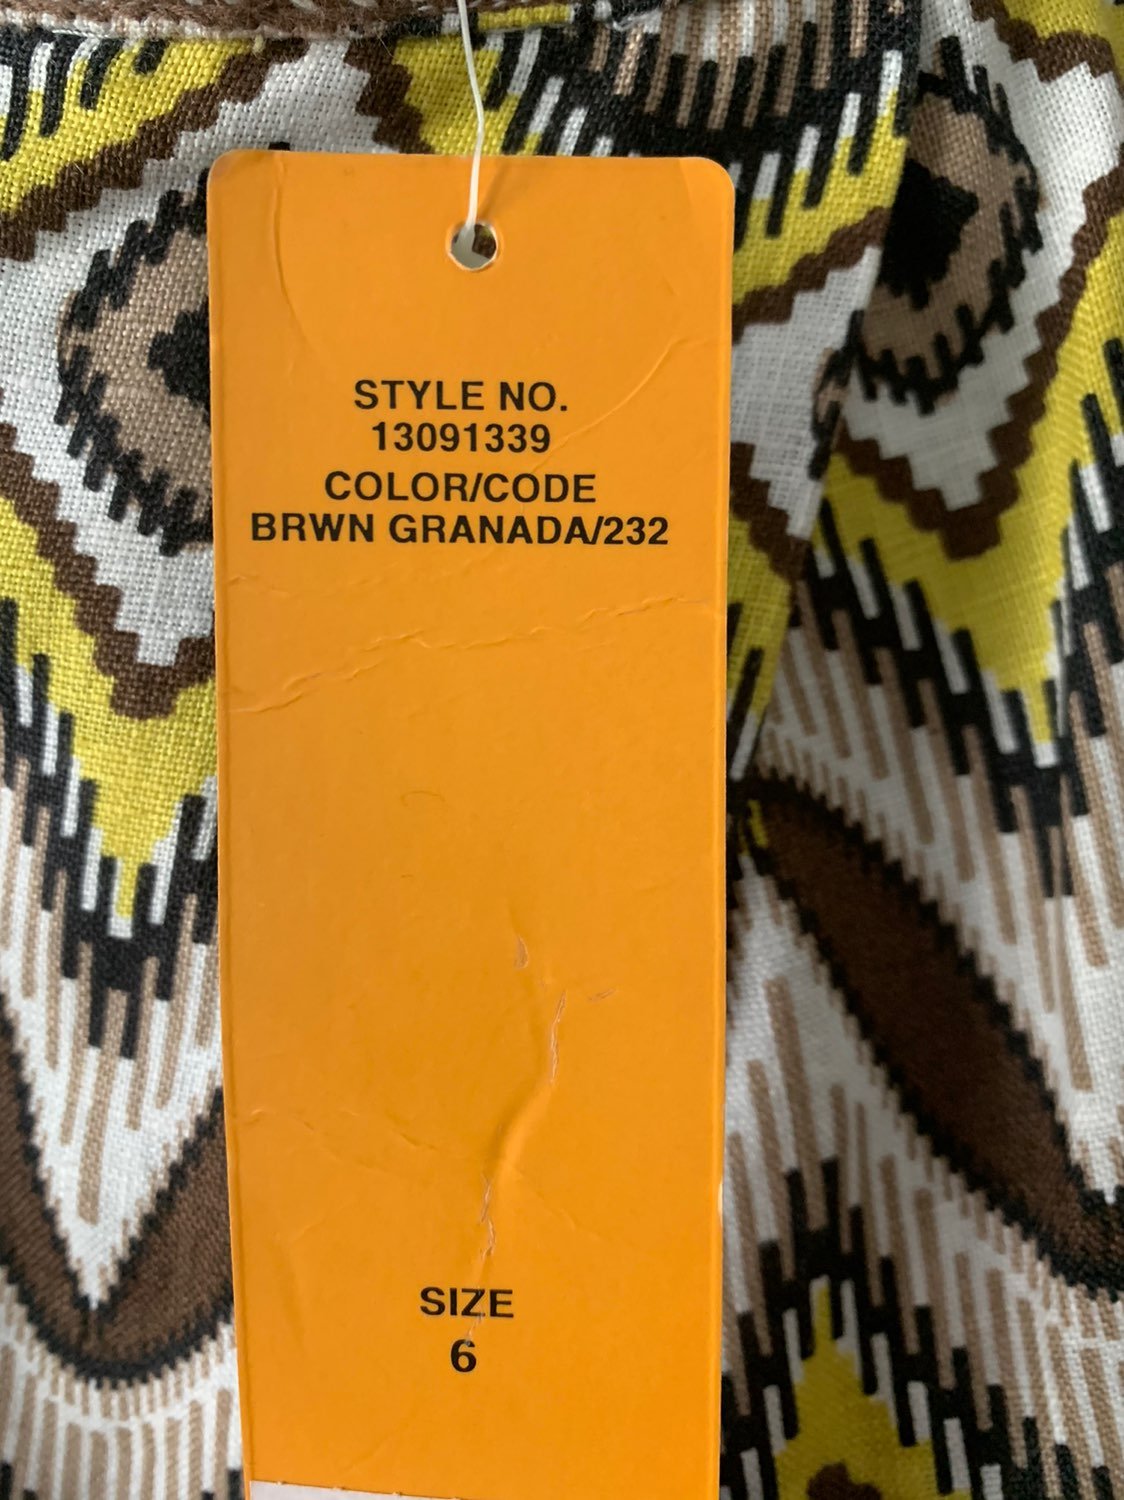 STYLE NO.
13091339
COLOR/CODE
BRWN GRANADA/232
SIZE
6